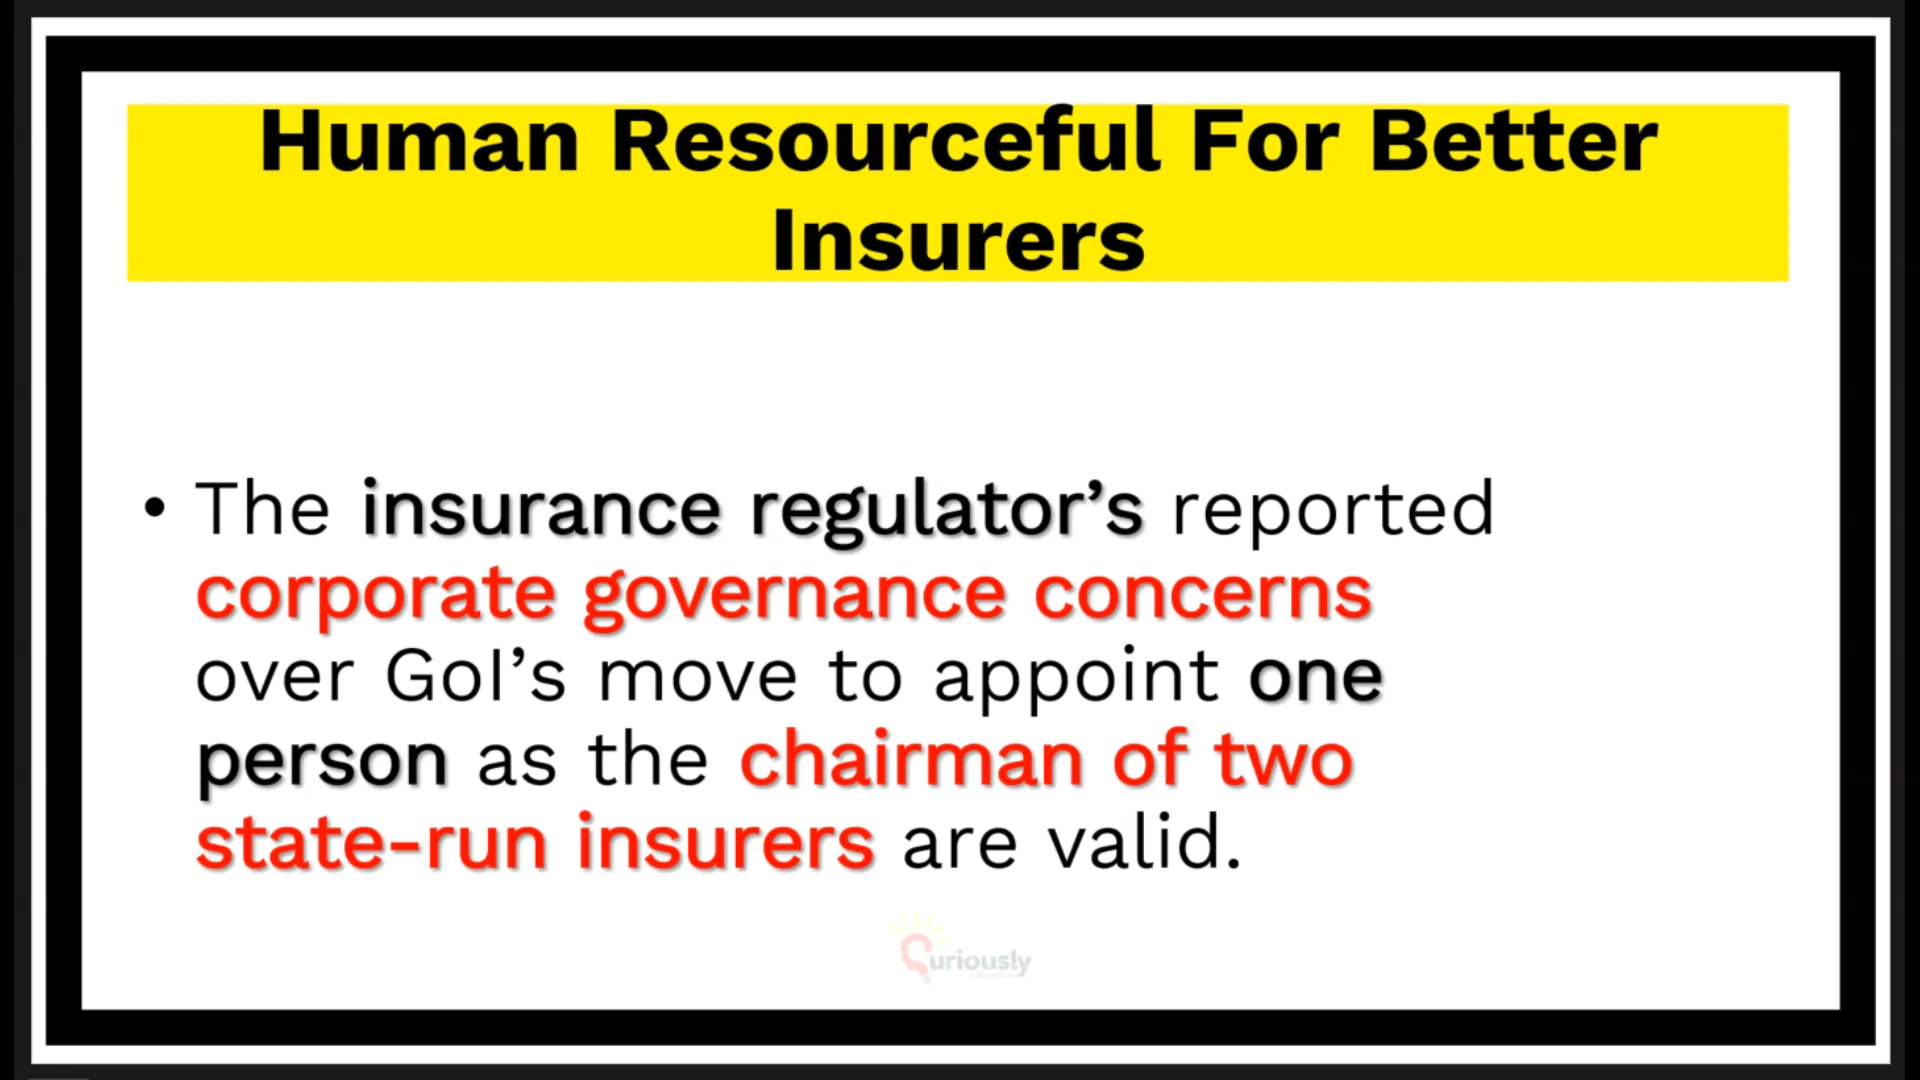 Human Resourceful For Better
Insurers
• The insurance regulator’s reported
corporate governance concerns
over GoI’s move to appoint one
person as the chairman of two
state-run insurers are valid.
Curiously